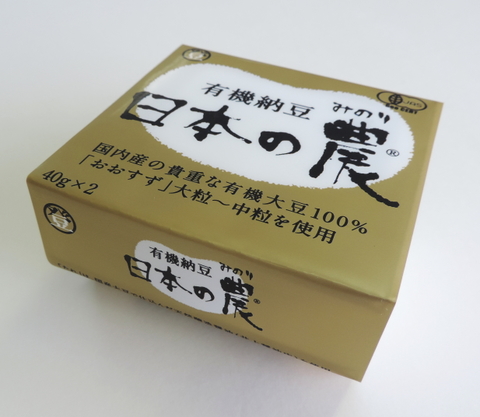 有機納豆
みのり
日本の農®
国内産の貴重な有機大豆100%
「おおすず」大粒～中粒を使用
40g×2
有機納豆
みのり
日本の農®